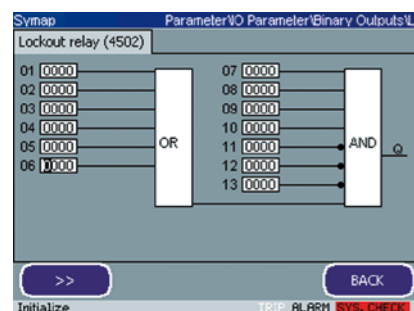 Symap Parameter\IO Parameter\Binary Outputs\L
Lockout relay (4502)
01 0000
02 0000
03 0000
04 0000
05 0000
06 0000
OR
07 0000
08 0000
09 0000
10 0000
11 0000
12 0000
13 0000
AND
Q
>> BACK
Initialize TRIP ALARM SYS. CHECK